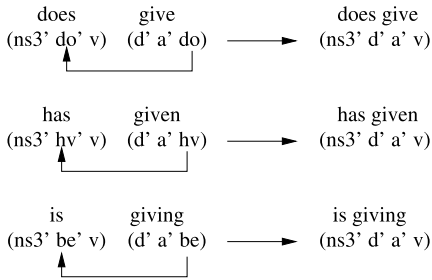 does give does give
(ns3' do' v) (d' a' do) (ns3' d' a' v)
has given has given
(ns3' hv' v) (d' a' hv) (ns3' d' a' v)
is giving is giving
(ns3' be' v) (d' a' be) (ns3' d' a' v)